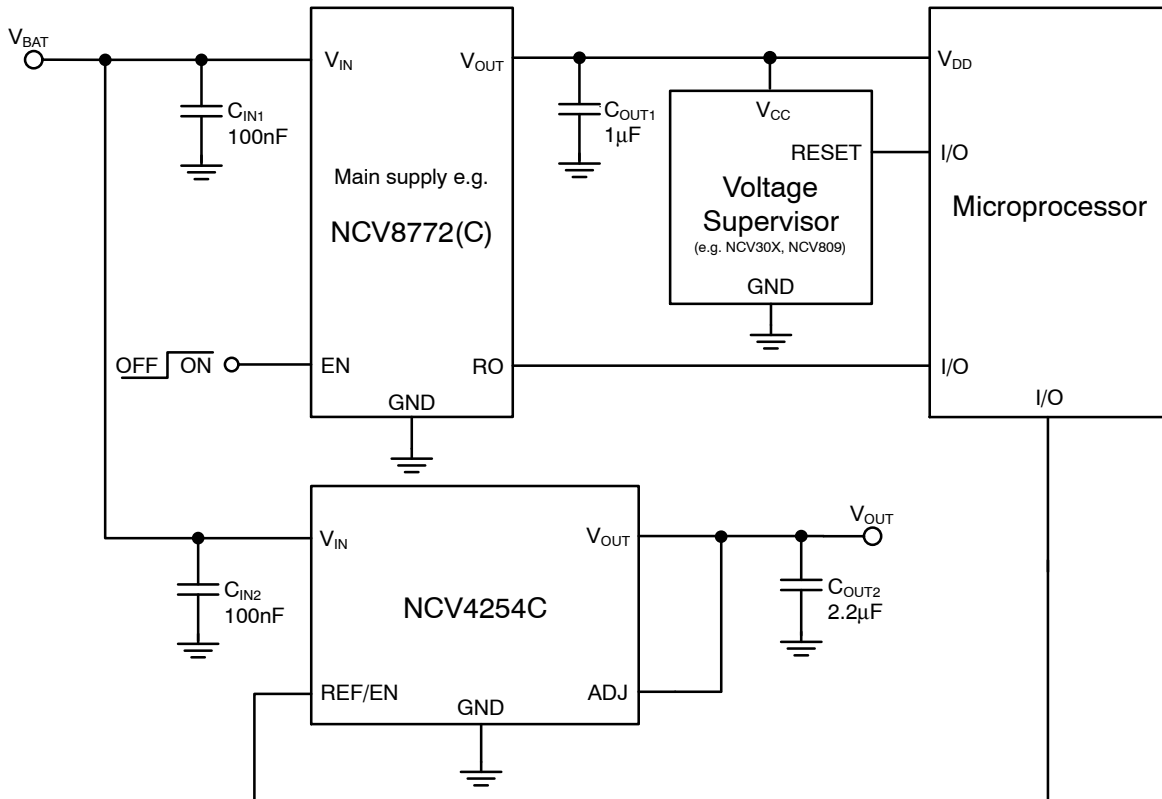 VBAT
VIN
VOUT
VDD
CIN1
100nF
COUT1
1μF
VCC
RESET
I/O
Main supply e.g.
NCV8772(C)
Voltage
Supervisor
(e.g. NCV30X, NCV809)
GND
Microprocessor
OFF
ON
EN
RO
I/O
GND
I/O
VIN
VOUT
VOUT
CIN2
100nF
NCV4254C
COUT2
2.2μF
REF/EN
GND
ADJ